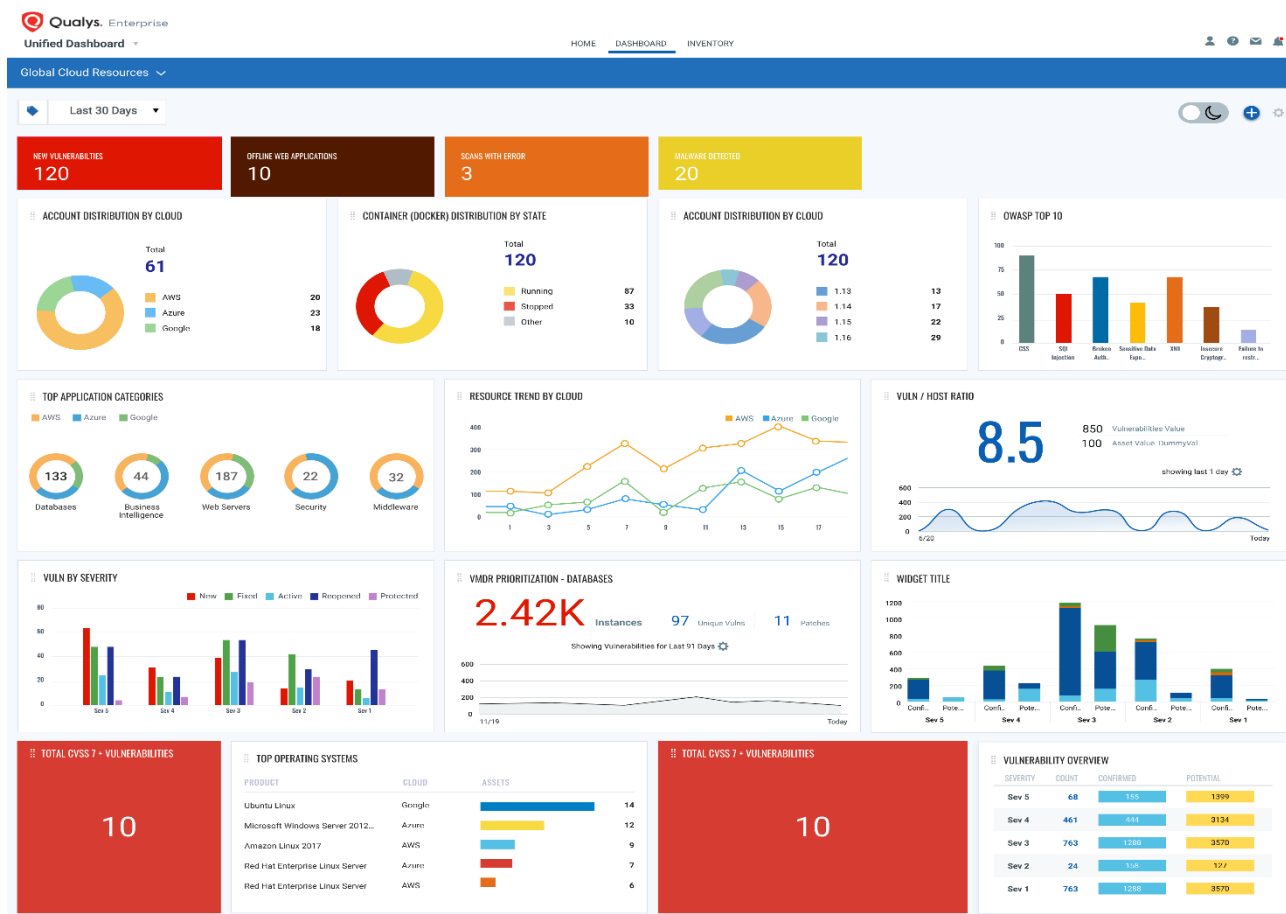 Qualys. Enterprise
Unified Dashboard
HOME DASHBOARD INVENTORY
Global Cloud Resources
Last 30 Days
NEW VULNERABILTIES
120
OFFLINE WEB APPLICATIONS
10
SCANS WITH ERROR
3
MALWARE DETECTED
20
ACCOUNT DISTRIBUTION BY CLOUD
Total
61
AWS 20
Azure 23
Google 18
CONTAINER (DOCKER) DISTRIBUTION BY STATE
Total
120
Running 87
Stopped 33
Other 10
ACCOUNT DISTRIBUTION BY CLOUD
Total
120
1.13 13
1.14 17
1.15 22
1.16 29
OWASP TOP 10
100
75
50
25
0
CSS
SQl Injection
Broken Auth..
Sensitive Data Expo...
XNR
Insecure Cryptogr..
Failure to restr...
TOP APPLICATION CATEGORIES
AWS Azure Google
133 44 187 22 32
Databases Business Intelligence Web Servers Security Middleware
RESOURCE TREND BY CLOUD
AWS Azure Google
400
300
200
100
0
1 3 5 7 9 11 13 15 17
VULN / HOST RATIO
8.5
850 Vulnerabilities Value
100 Asset Value DummyVal
showing last 1 day
600
400
200
0
6/20 Today
VULN BY SEVERITY
New Fixed Active Reopened Protected
80
60
40
20
0
Sev 5 Sev 4 Sev 3 Sev 2 Sev 1
VMDR PRIORITIZATION - DATABASES
2.42K Instances 97 Unique Vulns 11 Patches
Showing Vulnerabilities for Last 91 Days
600
400
200
0
11/19 Today
WIDGET TITLE
1200
1000
800
600
400
200
0
Confi.. Pote... Confi.. Pote... Confi.. Pote... Confi.. Pote... Confi.. Pote...
Sev 5 Sev 4 Sev 3 Sev 2 Sev 1
TOTAL CVSS 7 + VULNERABILITIES
10
TOP OPERATING SYSTEMS
PRODUCT CLOUD ASSETS
Ubuntu Linux Google 14
Microsoft Windows Server 2012... Azure 12
Amazon Linux 2017 AWS 9
Red Hat Enterprise Linux Server Azure 7
Red Hat Enterprise Linux Server AWS 6
TOTAL CVSS 7 + VULNERABILITIES
10
VULNERABILITY OVERVIEW
SEVERITY COUNT CONFIRMED POTENTIAL
Sev 5 68 155 1399
Sev 4 461 444 3134
Sev 3 763 1288 3570
Sev 2 24 158 127
Sev 1 763 1298 3570